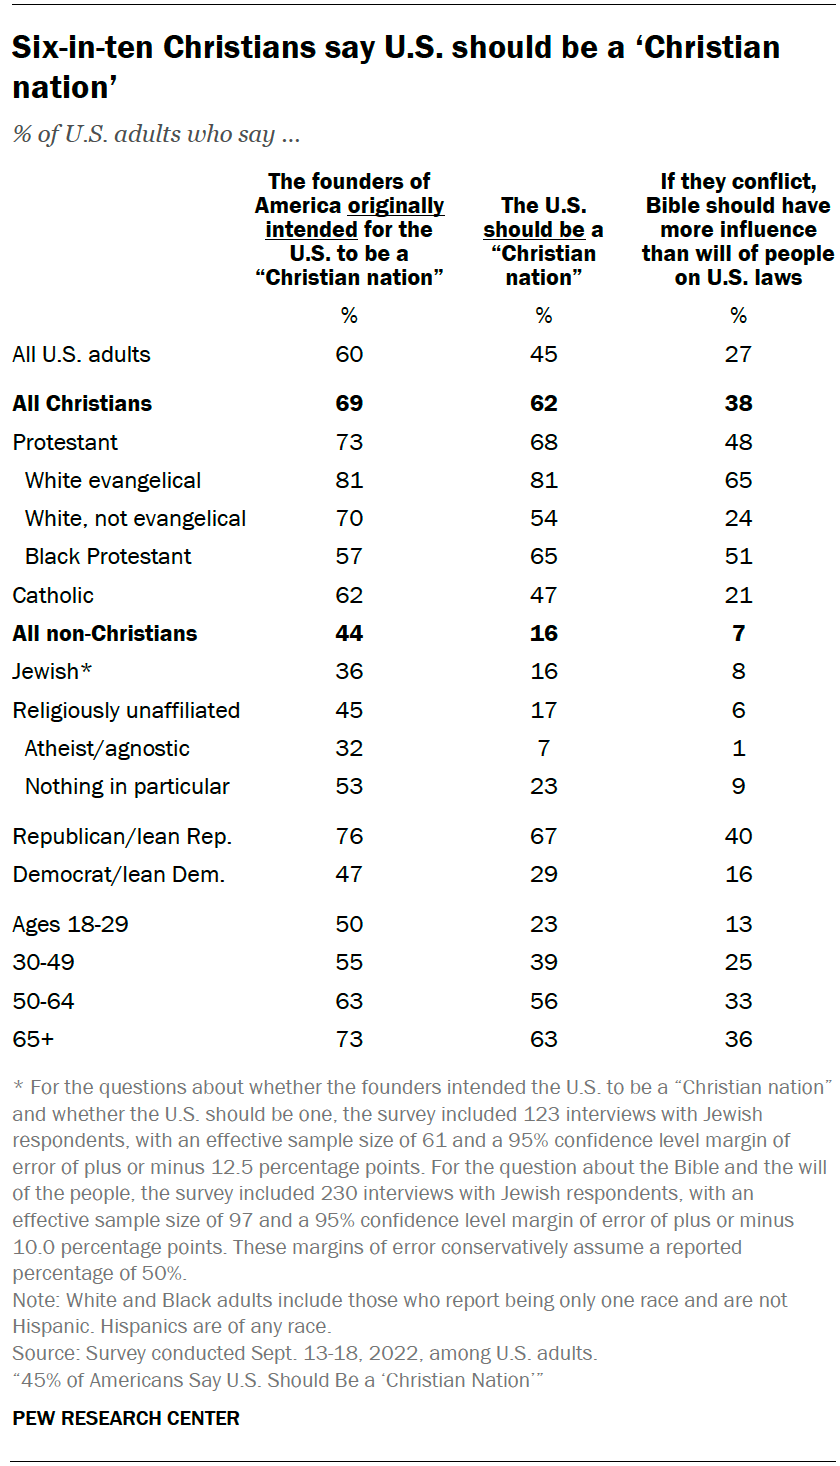 Six-in-ten Christians say U.S. should be a ‘Christian
nation’
% of U.S. adults who say ...
The founders of
America originally
intended for the
U.S. to be a
“Christian nation”
The U.S.
should be a
“Christian
nation”
If they conflict,
Bible should have
more influence
than will of people
on U.S. laws
% % %
All U.S. adults 60 45 27
All Christians 69 62 38
Protestant 73 68 48
White evangelical 81 81 65
White, not evangelical 70 54 24
Black Protestant 57 65 51
Catholic 62 47 21
All non-Christians 44 16 7
Jewish* 36 16 8
Religiously unaffiliated 45 17 6
Atheist/agnostic 32 7 1
Nothing in particular 53 23 9
Republican/lean Rep. 76 67 40
Democrat/lean Dem. 47 29 16
Ages 18-29 50 23 13
30-49 55 39 25
50-64 63 56 33
65+ 73 63 36
* For the questions about whether the founders intended the U.S. to be a “Christian nation”
and whether the U.S. should be one, the survey included 123 interviews with Jewish
respondents, with an effective sample size of 61 and a 95% confidence level margin of
error of plus or minus 12.5 percentage points. For the question about the Bible and the will
of the people, the survey included 230 interviews with Jewish respondents, with an
effective sample size of 97 and a 95% confidence level margin of error of plus or minus
10.0 percentage points. These margins of error conservatively assume a reported
percentage of 50%.
Note: White and Black adults include those who report being only one race and are not
Hispanic. Hispanics are of any race.
Source: Survey conducted Sept. 13-18, 2022, among U.S. adults.
“45% of Americans Say U.S. Should Be a ‘Christian Nation’”
PEW RESEARCH CENTER